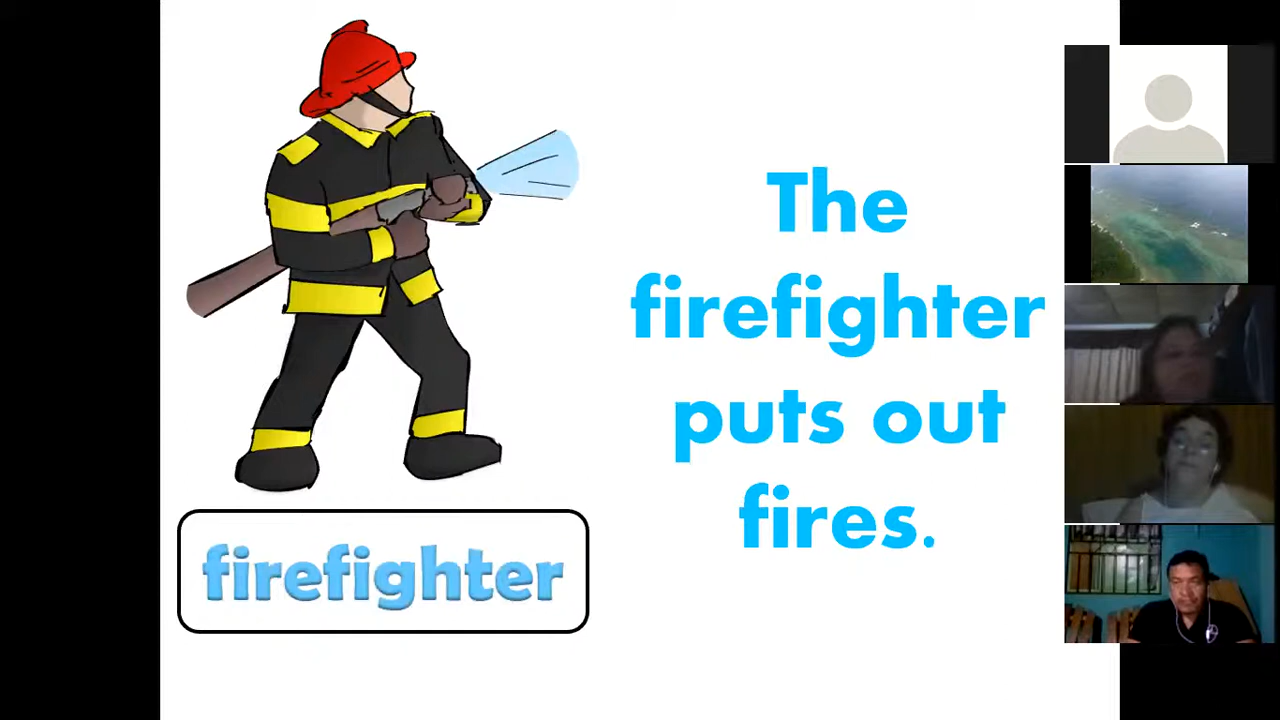 The
firefighter
puts out
fires.
firefighter